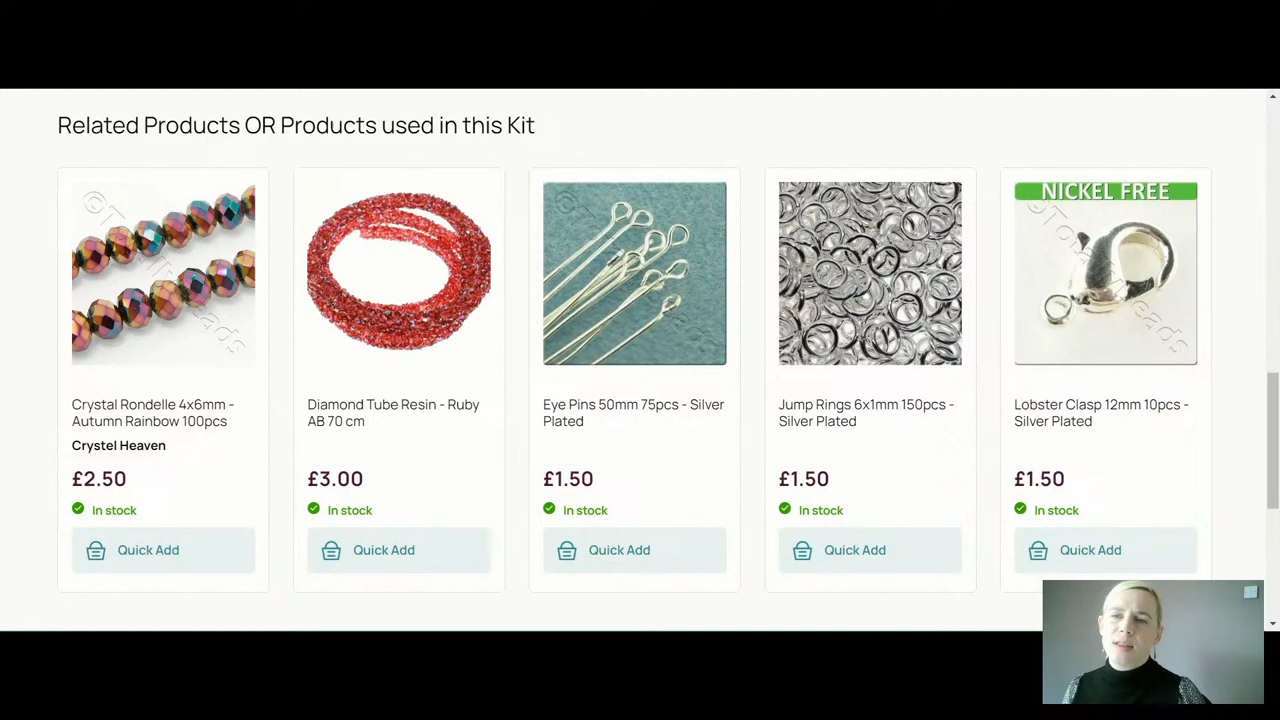 Related Products OR Products used in this Kit
NICKEL FREE
Crystal Rondelle 4x6mm -
Autumn Rainbow 100pcs
Crystel Heaven
£2.50
In stock
Quick Add
Diamond Tube Resin - Ruby
AB 70 cm
£3.00
In stock
Quick Add
Eye Pins 50mm 75pcs - Silver
Plated
£1.50
In stock
Quick Add
Jump Rings 6x1mm 150pcs -
Silver Plated
£1.50
In stock
Quick Add
Lobster Clasp 12mm 10pcs -
Silver Plated
£1.50
In stock
Quick Add